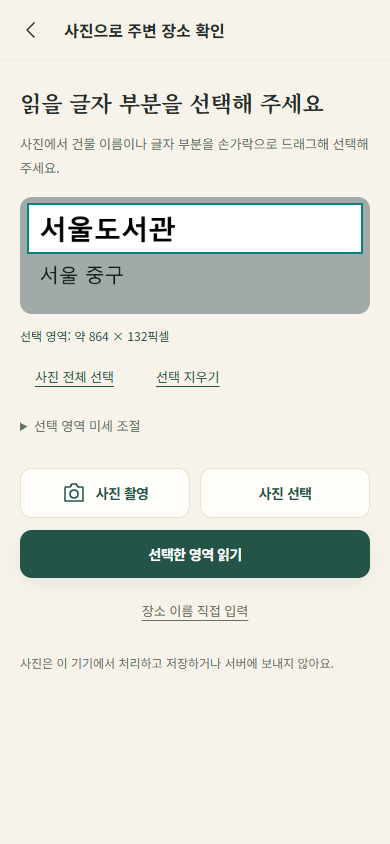 사진으로 주변 장소 확인
읽을 글자 부분을 선택해 주세요
사진에서 건물 이름이나 글자 부분을 손가락으로 드래그해 선택해
주세요.
서울도서관
서울 중구
선택 영역: 약 864 × 132픽셀
사진 전체 선택 선택 지우기
▶ 선택 영역 미세 조절
사진 촬영 사진 선택
선택한 영역 읽기
장소 이름 직접 입력
사진은 이 기기에서 처리하고 저장하거나 서버에 보내지 않아요.